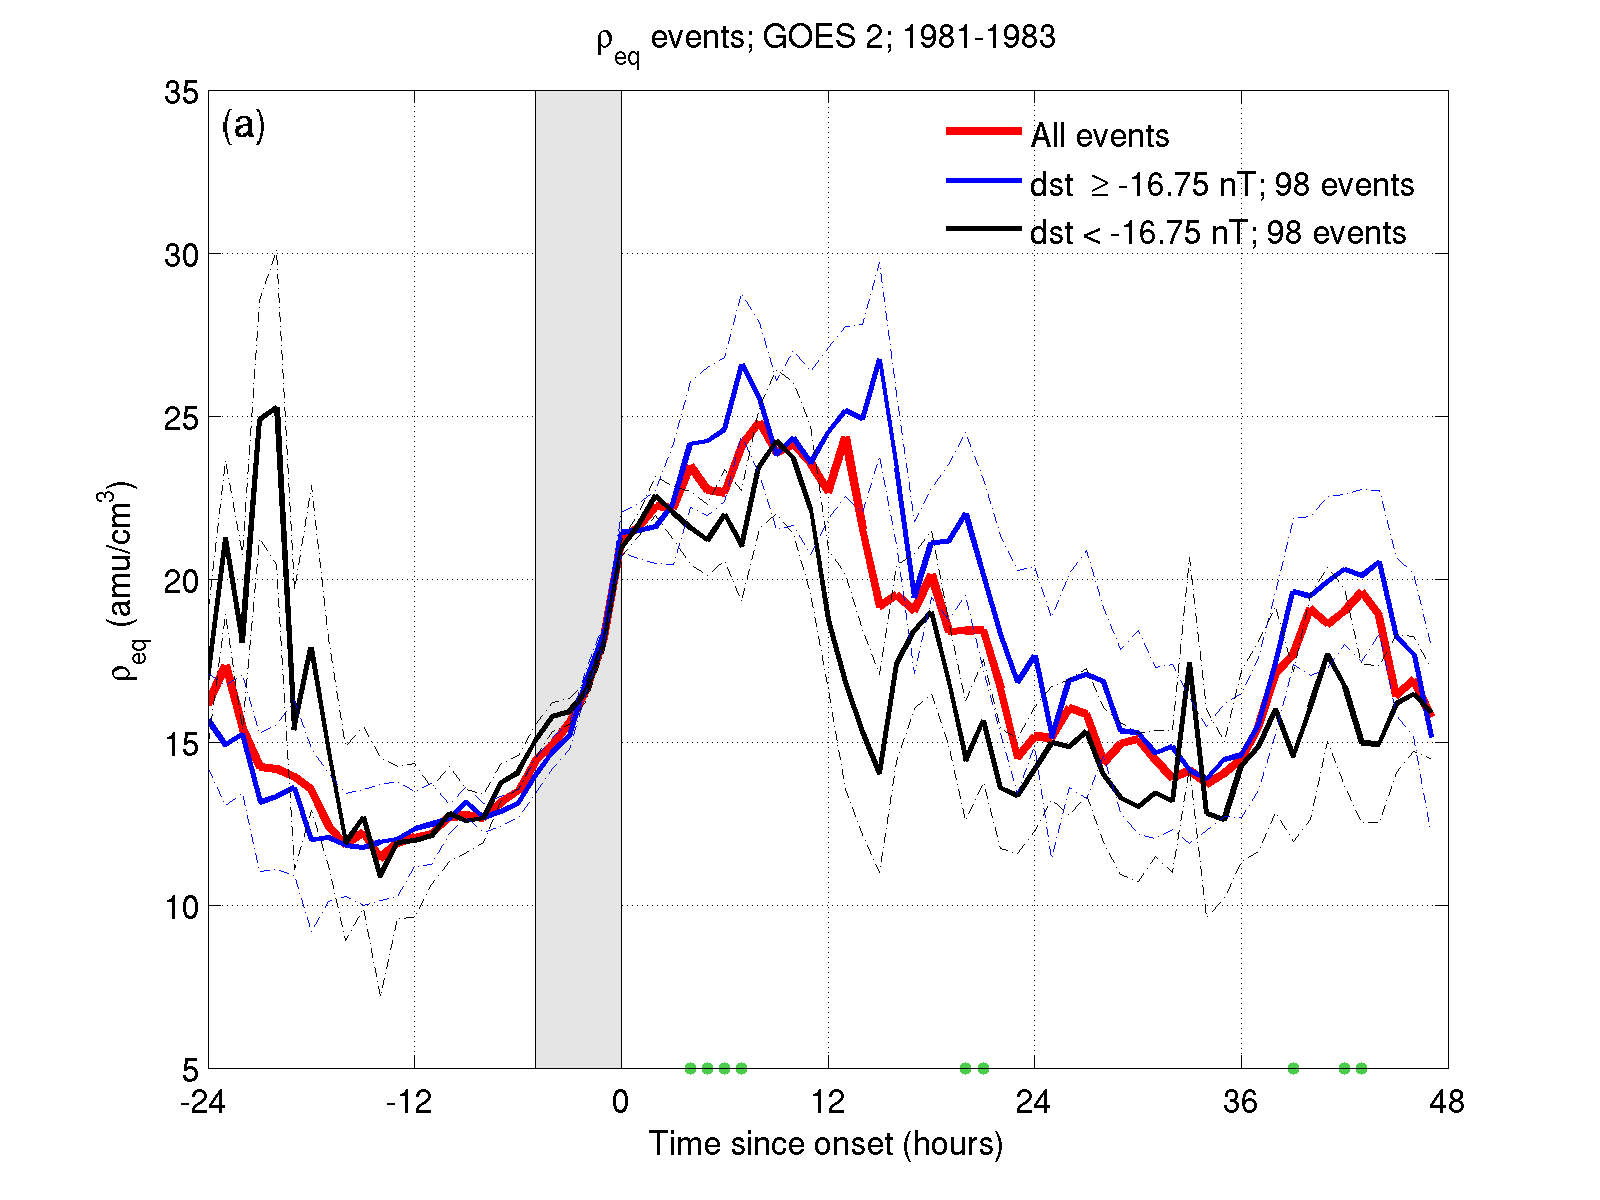 ρeq events; GOES 2; 1981-1983
(a)
All events
dst ≥ -16.75 nT; 98 events
dst < -16.75 nT; 98 events
35
30
25
20
15
10
5
ρeq (amu/cm3)
-24 -12 0 12 24 36 48
Time since onset (hours)